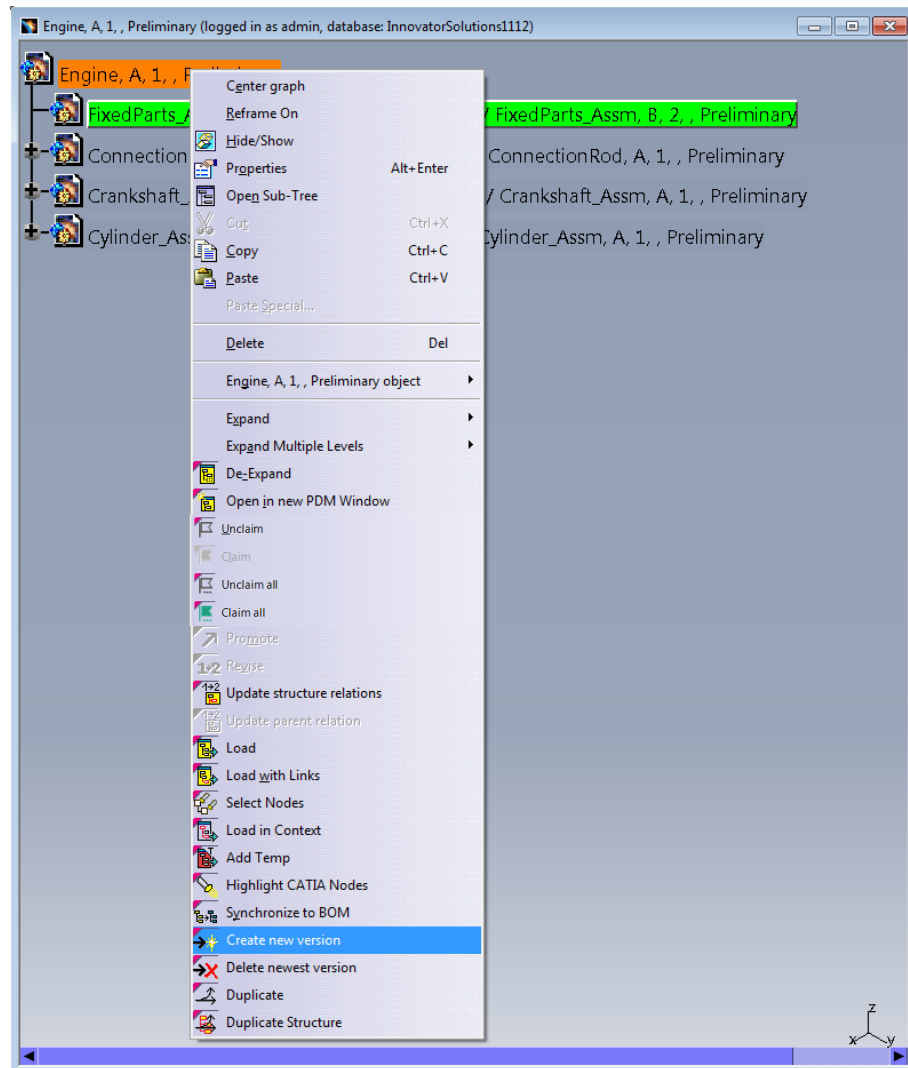 Engine, A, 1, , Preliminary (logged in as admin, database: InnovatorSolutions1112)
Engine, A, 1, ,
FixedParts_ / FixedParts_Assm, B, 2, , Preliminary
Connection ConnectionRod, A, 1, , Preliminary
Crankshaft_ / Crankshaft_Assm, A, 1, , Preliminary
Cylinder_As Cylinder_Assm, A, 1, , Preliminary
Center graph
Reframe On
Hide/Show
Properties Alt+Enter
Open Sub-Tree
Cut Ctrl+X
Copy Ctrl+C
Paste Ctrl+V
Paste Special...
Delete Del
Engine, A, 1, , Preliminary object
Expand
Expand Multiple Levels
De-Expand
Open in new PDM Window
Unclaim
Claim
Unclaim all
Claim all
Promote
Revise
Update structure relations
Update parent relation
Load
Load with Links
Select Nodes
Load in Context
Add Temp
Highlight CATIA Nodes
Synchronize to BOM
Create new version
Delete newest version
Duplicate
Duplicate Structure
z
x y